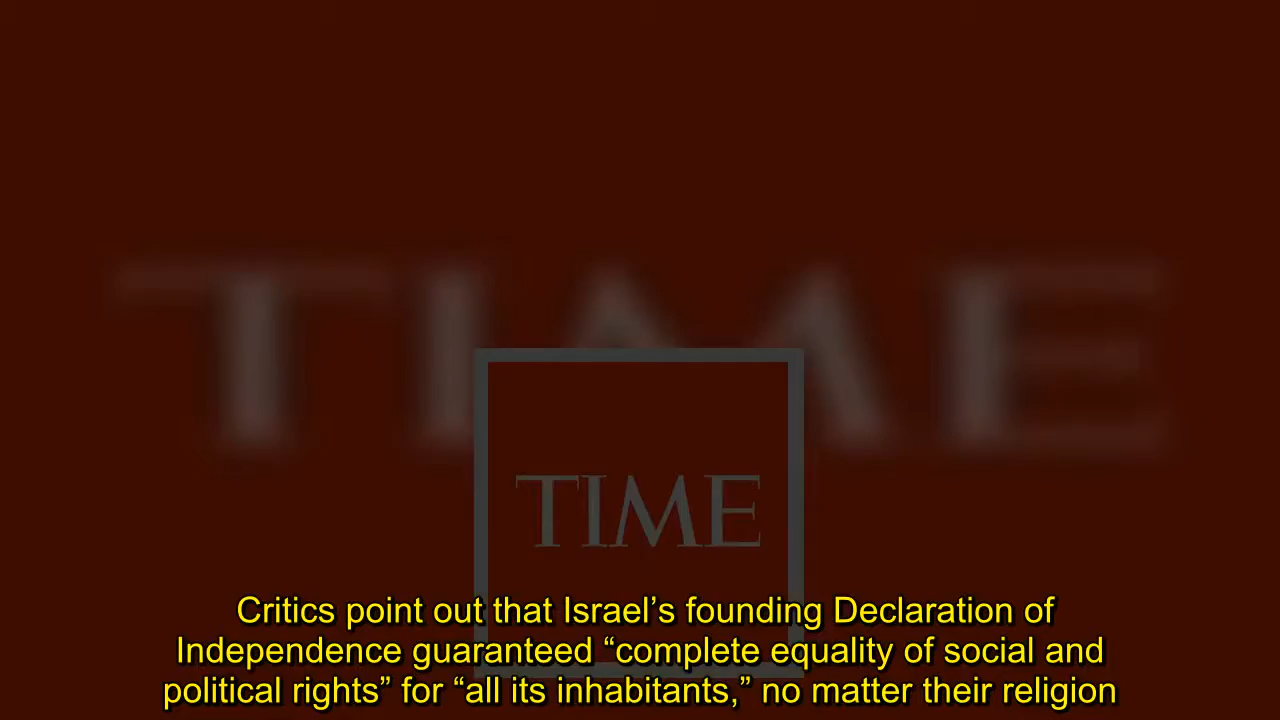 TIME
TIME
Critics point out that Israel’s founding Declaration of
Independence guaranteed “complete equality of social and
political rights” for “all its inhabitants,” no matter their religion